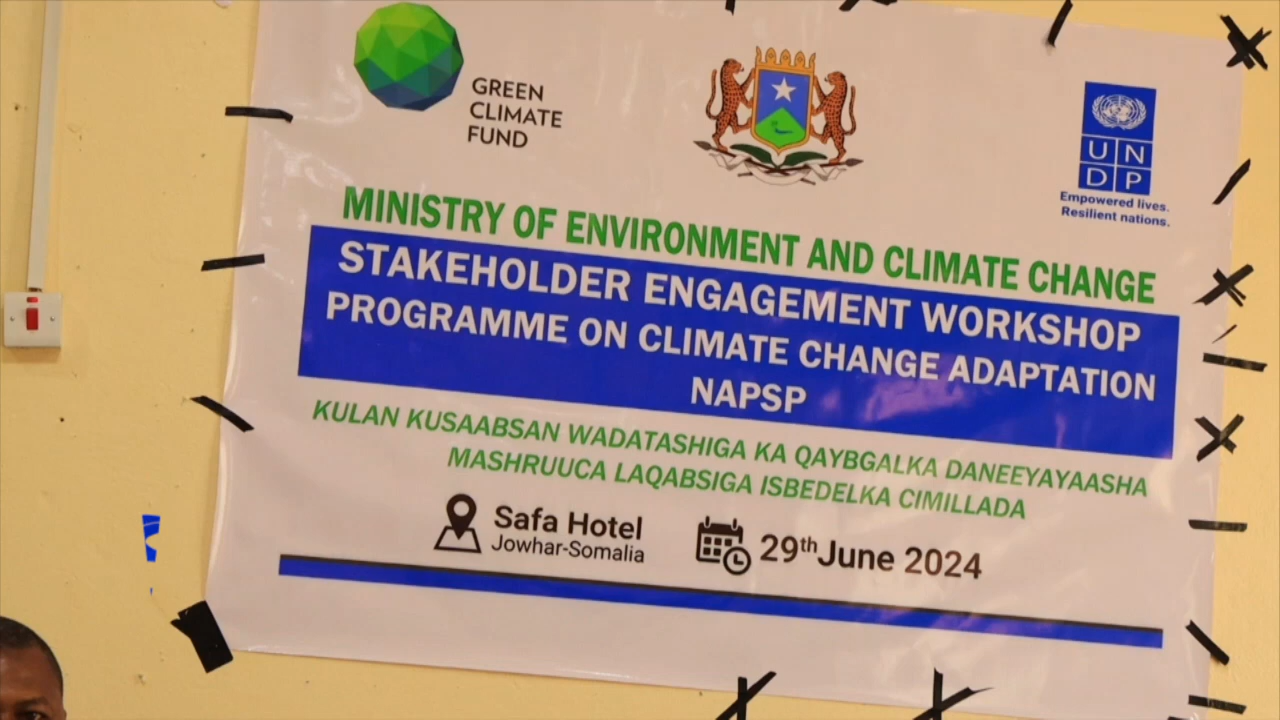 GREEN
CLIMATE
FUND
UN
DP
Empowered lives.
Resilient nations.
MINISTRY OF ENVIRONMENT AND CLIMATE CHANGE
STAKEHOLDER ENGAGEMENT WORKSHOP
PROGRAMME ON CLIMATE CHANGE ADAPTATION
NAPSP
KULAN KUSAABSAN WADATASHIGA KA QAYBGALKA DANEEYAYAASHA
MASHRUUCA LAQABSIGA ISBEDELKA CIMILLADA
Safa Hotel
Jowhar-Somalia
29th June 2024